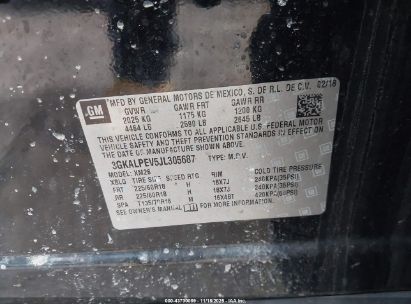 GM
MFD BY GENERAL MOTORS DE MEXICO, S. DE R.L. DE C.V. 02/18
GVWR GAWR FRT GAWR RR
2025 KG 1175 KG 1200 KG
4464 LB 2590 LB 2645 LB
THIS VEHICLE CONFORMS TO ALL APPLICABLE U.S. FEDERAL MOTOR
VEHICLE SAFETY AND THEFT PREVENTION STANDARDS IN EFFECT ON THE
DATE OF MANUFACTURE SHOWN ABOVE.
3GKALPEV5JL305687 TYPE: M.P.V.
MODEL: XM26
XBLG TIRE SIZE SPEED RTG RIM COLD TIRE PRESSURE
FRT 225/60R18 H 18X7J 240KPA(35PSI)
RR 225/60R18 H 18X7J 240KPA(35PSI)
SPA T135/70R16 M 16X4BT 420KPA(60PSI)
SEE OWNER'S MANUAL FOR ADDITIONAL INFORMATION.